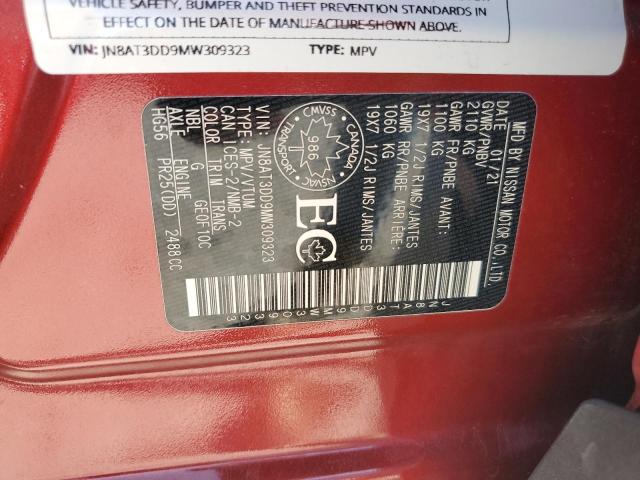 VEHICLE SAFETY, BUMPER AND THEFT PREVENTION STANDARDS IN
EFFECT ON THE DATE OF MANUFACTURE SHOWN ABOVE.
VIN: JN8AT3DD9MW309323 TYPE: MPV
MFD BY NISSAN MOTOR CO.,LTD.
DATE: 01/21
GVWR/PNBV:
2110 KG
GAWR FR/PNBE AVANT:
1100 KG
19X7 1/2J RIMS/JANTES
GAWR RR/PNBE ARRIÈRE:
1060 KG
19X7 1/2J RIMS/JANTES
CMVSS
CANADA
986
TRANSPORT
NSVAC
EC
VIN: JN8AT3DD9MW309323
MPV/VTUM
CAN ICES-2/NMB-2
COLOR TRIM TRANS
NBL G GE0F10C
AXLE ENGINE
HG56 PR25(DD) 2488CC
JN8AT3DD9MW309323